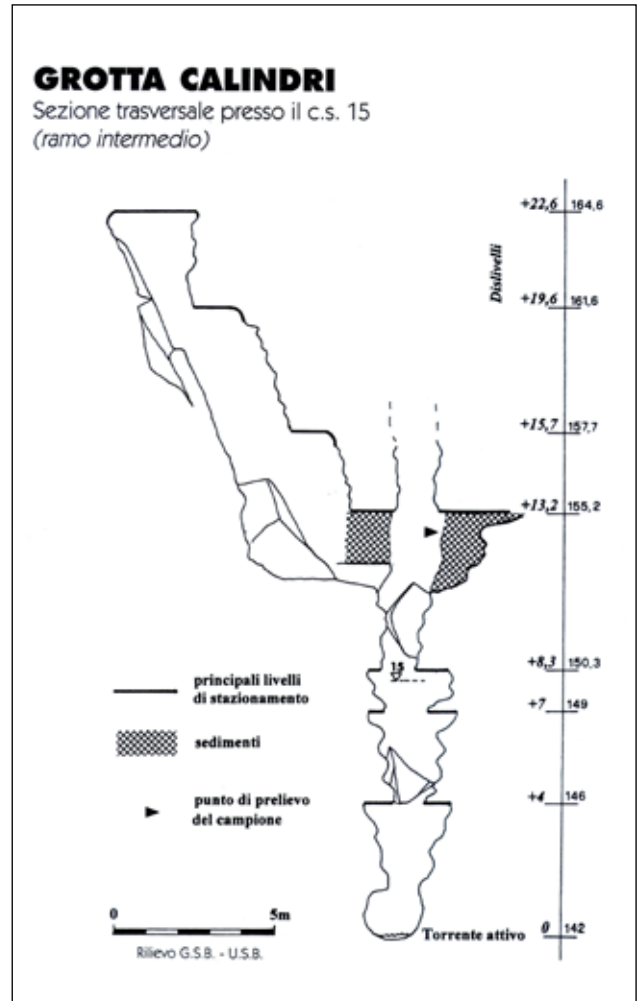 GROTTA CALINDRI
Sezione trasversale presso il c.s. 15
(ramo intermedio)
Dislivelli
+22,6 164,6
+19,6 161,6
+15,7 157,7
+13,2 155,2
+8,3 150,3
15
+7 149
+4 146
0 142
Torrente attivo
principali livelli
di stazionamento
sedimenti
punto di prelievo
del campione
0 5m
Rilievo G.S.B. - U.S.B.